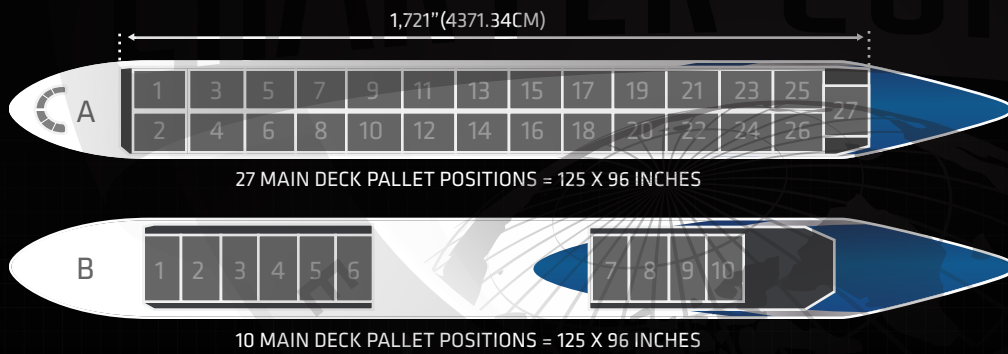 1,721”(4371.34CM)
A
1 3 5 7 9 11 13 15 17 19 21 23 25
27
2 4 6 8 10 12 14 16 18 20 22 24 26
27 MAIN DECK PALLET POSITIONS = 125 X 96 INCHES
B
1 2 3 4 5 6 7 8 9 10
10 MAIN DECK PALLET POSITIONS = 125 X 96 INCHES